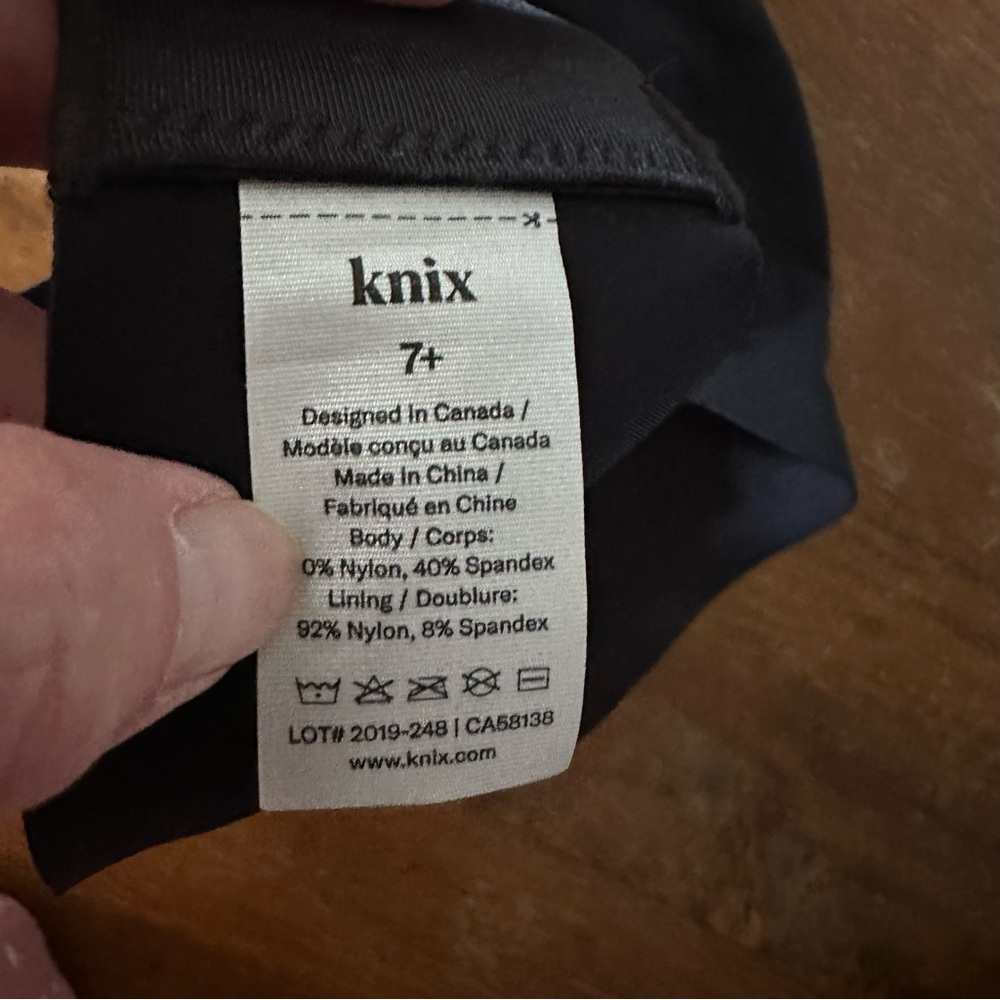 knix
7+
Designed in Canada /
Modèle conçu au Canada
Made in China /
Fabriqué en Chine
Body / Corps:
0% Nylon, 40% Spandex
Lining / Doublure:
92% Nylon, 8% Spandex
LOT# 2019-248 | CA58138
www.knix.com